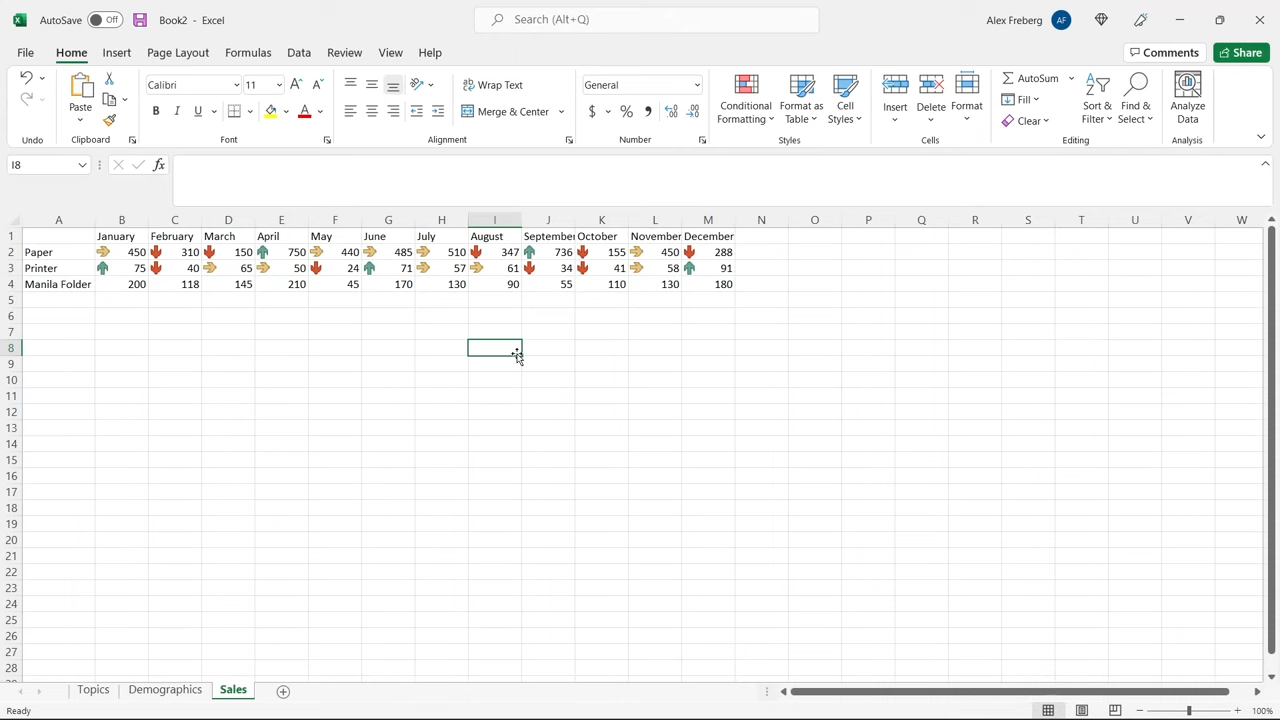 AutoSave Off Book2 - Excel Search (Alt+Q) Alex Freberg AF
File Home Insert Page Layout Formulas Data Review View Automate Help Comments Share
Calibri 11 Wrap Text General AutoSum
Paste B I U Merge & Center $ % Conditional Formatting Format as Table Cell Styles Insert Delete Format Fill Clear Sort & Filter Find & Select Analyze Data
Undo Clipboard Font Alignment Number Styles Cells Editing Analysis
I8 fx
A B C D E F G H I J K L M N O P Q R S T U V W
1 January February March April May June July August September October November December
2 Paper 450 310 150 750 440 485 510 347 736 155 450 288
3 Printer 75 40 65 50 24 71 57 61 34 41 58 91
4 Manila Folder 200 118 145 210 45 170 130 90 55 110 130 180
5
6
7
8
9
10
11
12
13
14
15
16
17
18
19
20
21
22
23
24
25
26
27
28
Topics Demographics Sales
Ready 100%